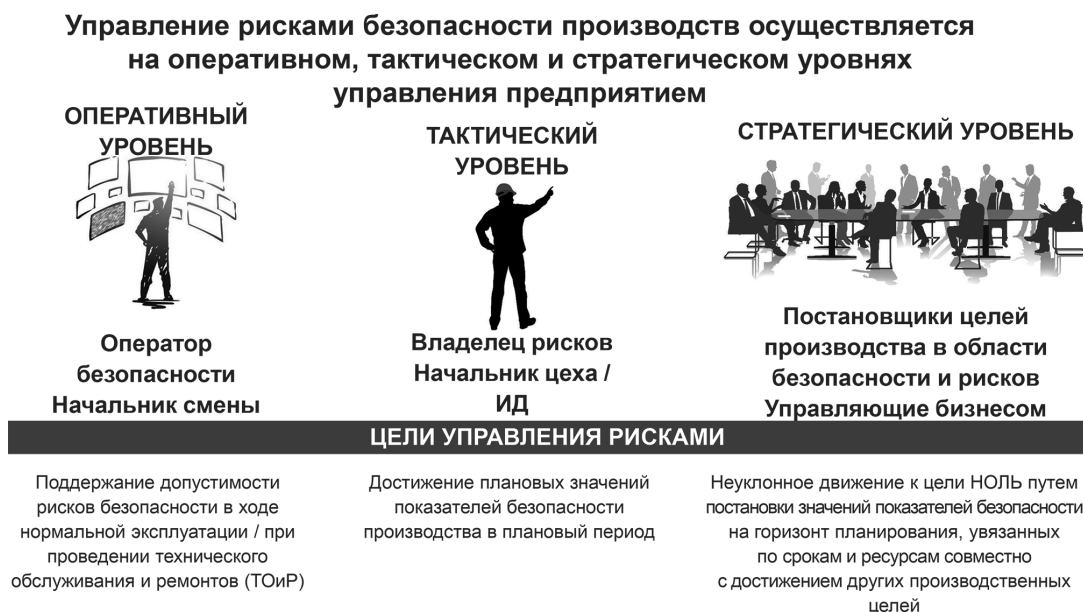 Управление рисками безопасности производств осуществляется
на оперативном, тактическом и стратегическом уровнях
управления предприятием
ОПЕРАТИВНЫЙ
УРОВЕНЬ
ТАКТИЧЕСКИЙ
УРОВЕНЬ
СТРАТЕГИЧЕСКИЙ УРОВЕНЬ
Оператор
безопасности
Начальник смены
Владелец рисков
Начальник цеха /
ИД
Постановщики целей
производства в области
безопасности и рисков
Управляющие бизнесом
ЦЕЛИ УПРАВЛЕНИЯ РИСКАМИ
Поддержание допустимости
рисков безопасности в ходе
нормальной эксплуатации / при
проведении технического
обслуживания и ремонтов (ТОиР)
Достижение плановых значений
показателей безопасности
производства в плановый период
Неуклонное движение к цели НОЛЬ путем
постановки значений показателей безопасности
на горизонт планирования, увязанных
по срокам и ресурсам совместно
с достижением других производственных
целей